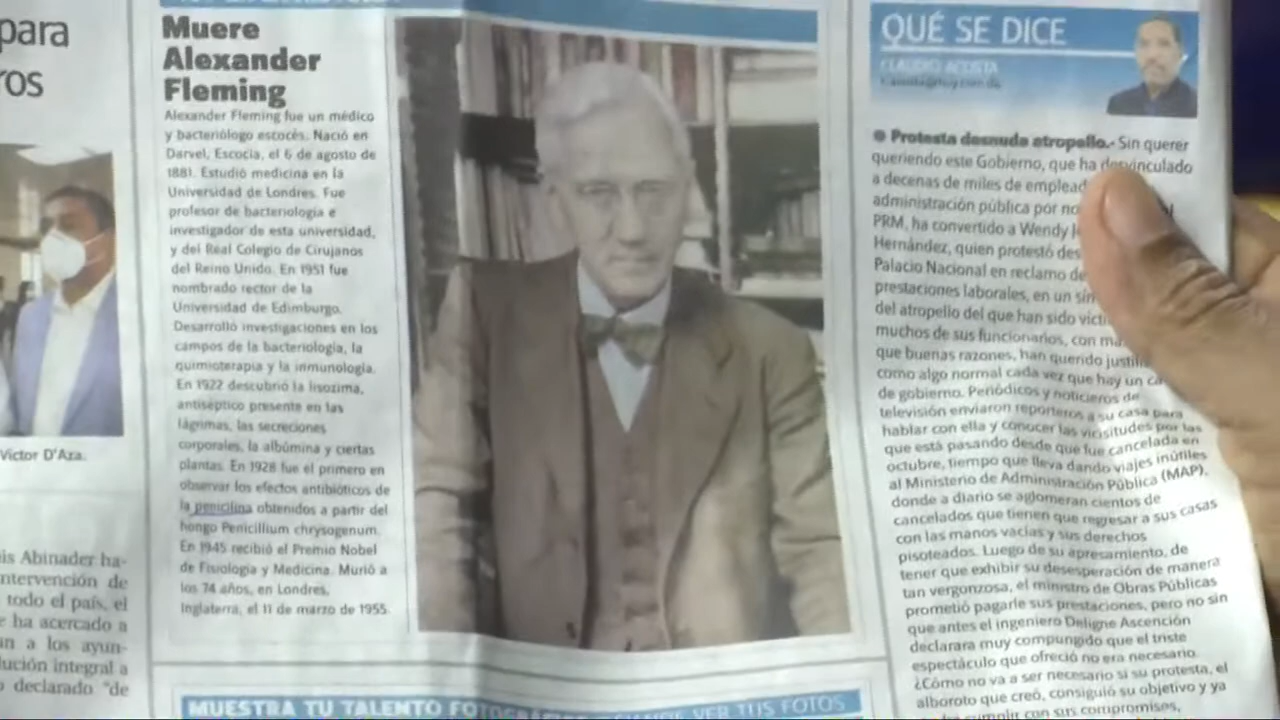 para
ros
Víctor D'Aza.
is Abinader ha-
ntervención de
todo el país, el
e ha acercado a
an a los ayun-
lución integral a
o declarado "de
Muere
Alexander
Fleming
Alexander Fleming fue un médico
y bacteriólogo escocés. Nació en
Darvel, Escocia, el 6 de agosto de
1881. Estudió medicina en la
Universidad de Londres. Fue
profesor de bacteriología e
investigador de esta universidad,
y del Real Colegio de Cirujanos
del Reino Unido. En 1951 fue
nombrado rector de la
Universidad de Edimburgo.
Desarrolló investigaciones en los
campos de la bacteriología, la
quimioterapia y la inmunología.
En 1922 descubrió la lisozima,
antiséptico presente en las
lágrimas, las secreciones
corporales, la albúmina y ciertas
plantas. En 1928 fue el primero en
observar los efectos antibióticos de
la penicilina obtenidos a partir del
hongo Penicillium chrysogenum.
En 1945 recibió el Premio Nobel
de Fisiología y Medicina. Murió a
los 74 años, en Londres,
Inglaterra, el 11 de marzo de 1955.
MUESTRA TU TALENTO VER TUS FOTOS
QUÉ SE DICE
CLAUDIO ACOSTA
● Protesta desnuda atropello.- Sin querer
queriendo este Gobierno, que ha desvinculado
a decenas de miles de emplead
administración pública por no
PRM, ha convertido a Wendy
Hernández, quien protestó des
Palacio Nacional en reclamo de
prestaciones laborales, en un sím
del atropello del que han sido víct
muchos de sus funcionarios, con ma
que buenas razones, han querido justifi
como algo normal cada vez que hay un ca
de gobierno. Periódicos y noticieros de
televisión enviaron reporteros a su casa para
hablar con ella y conocer las vicisitudes por las
que está pasando desde que fue cancelada en
octubre, tiempo que lleva dando viajes inútiles
al Ministerio de Administración Pública (MAP),
donde a diario se aglomeran cientos de
cancelados que tienen que regresar a sus casas
con las manos vacías y sus derechos
pisoteados. Luego de su apresamiento, de
tener que exhibir su desesperación de manera
tan vergonzosa, el ministro de Obras Públicas
prometió pagarle sus prestaciones, pero no sin
que antes el ingeniero Deligne Ascención
declarara muy compungido que el triste
espectáculo que ofreció no era necesario.
¿Cómo no va a ser necesario si su protesta, el
alboroto que creó, consiguió su objetivo y ya
cumplir con sus compromisos,